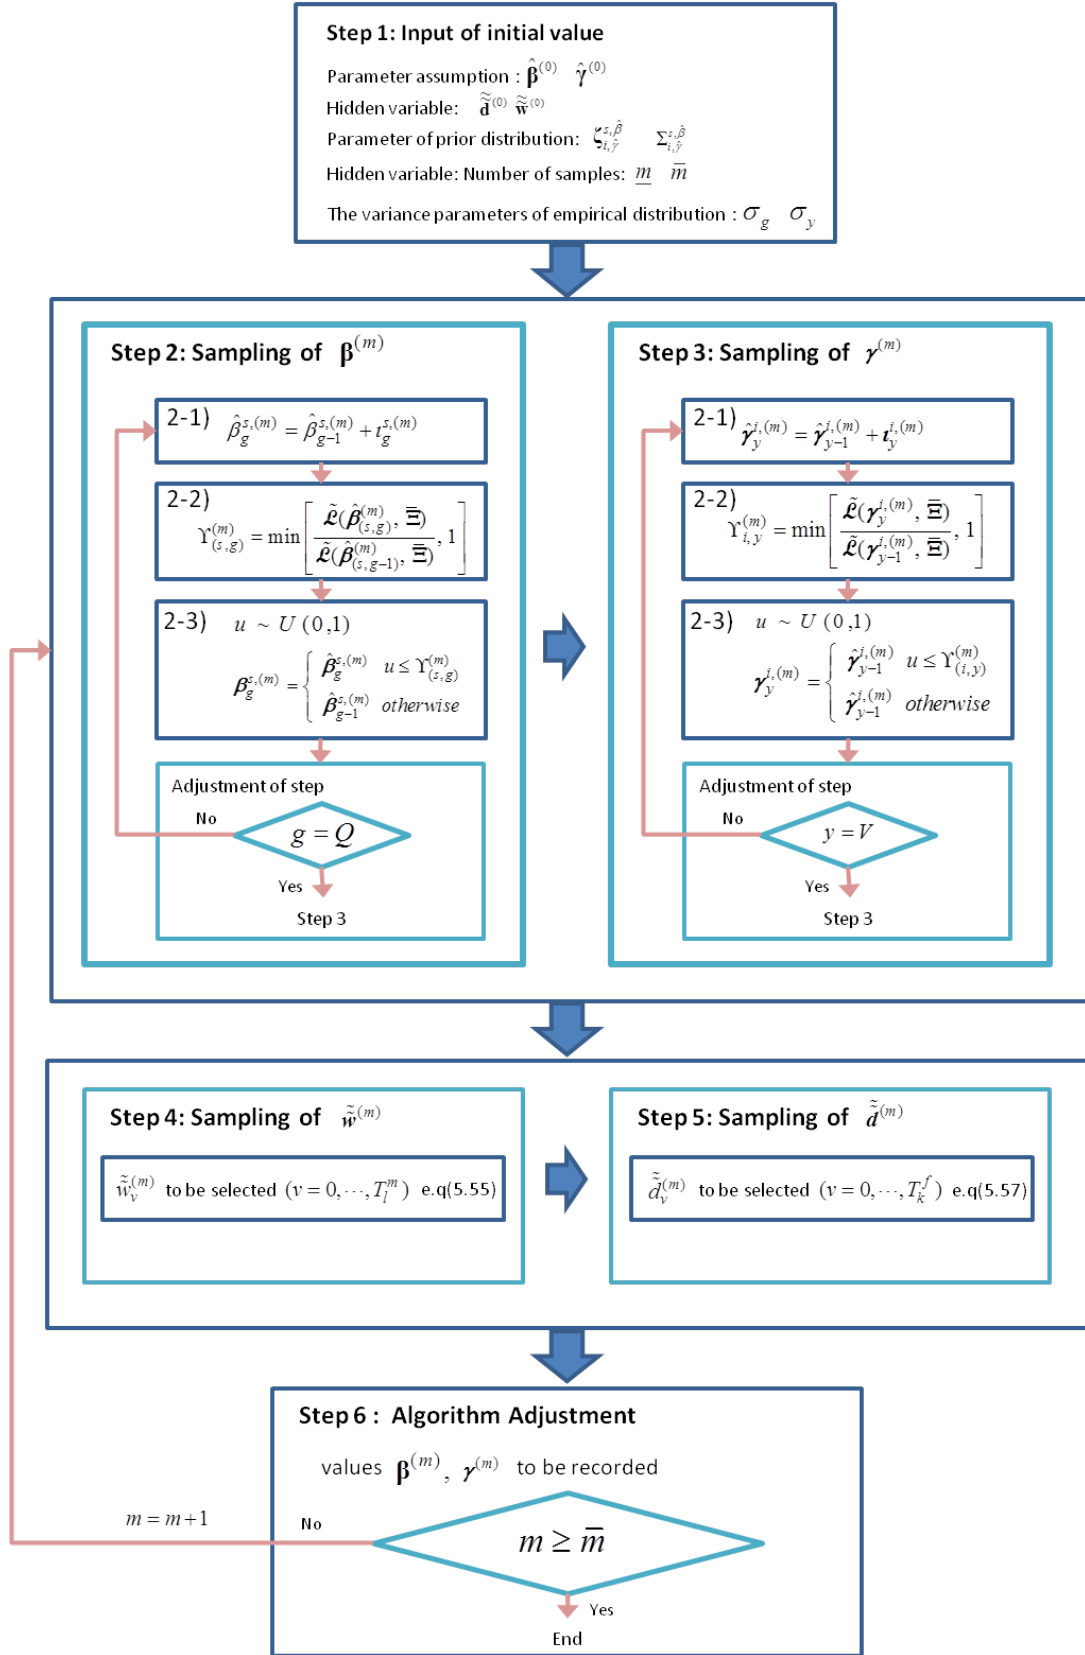 Step 1: Input of initial value
Parameter assumption : β̂⁽⁰⁾ γ̂⁽⁰⁾
Hidden variable: d̃̃⁽⁰⁾ w̃̃⁽⁰⁾
Parameter of prior distribution: ζ_{i,γ̂}^{s,β̂} Σ_{i,γ̂}^{s,β̂}
Hidden variable: Number of samples: m̲ m̅
The variance parameters of empirical distribution : σ_g σ_y
Step 2: Sampling of β^{(m)}
2-1) β̂_g^{s,(m)} = β̂_{g-1}^{s,(m)} + ι_g^{s,(m)}
2-2)
Υ_{(s,g)}^{(m)} = min[ ℒ̃(β̂_{(s,g)}^{(m)}, Ξ̅) / ℒ̃(β̂_{(s,g-1)}^{(m)}, Ξ̅) , 1 ]
2-3) u ~ U (0,1)
β_g^{s,(m)} = { β̂_g^{s,(m)} u ≤ Υ_{(s,g)}^{(m)}
β̂_{g-1}^{s,(m)} otherwise
Adjustment of step
No
g = Q
Yes
Step 3
Step 3: Sampling of γ^{(m)}
2-1) γ̂_y^{i,(m)} = γ̂_{y-1}^{i,(m)} + ι_y^{i,(m)}
2-2)
Υ_{i,y}^{(m)} = min[ ℒ̃(γ_y^{i,(m)}, Ξ̅) / ℒ̃(γ_{y-1}^{i,(m)}, Ξ̅) , 1 ]
2-3) u ~ U (0,1)
γ_y^{i,(m)} = { γ̂_{y-1}^{i,(m)} u ≤ Υ_{(i,y)}^{(m)}
γ̂_{y-1}^{i,(m)} otherwise
Adjustment of step
No
y = V
Yes
Step 3
Step 4: Sampling of w̃̃^{(m)}
w̃̃_v^{(m)} to be selected (v = 0, ⋯, T_l^m) e.q(5.55)
Step 5: Sampling of d̃̃^{(m)}
d̃̃_v^{(m)} to be selected (v = 0, ⋯, T_k^f) e.q(5.57)
Step 6 : Algorithm Adjustment
values β^{(m)}, γ^{(m)} to be recorded
m = m+1
No
m ≥ m̅
Yes
End